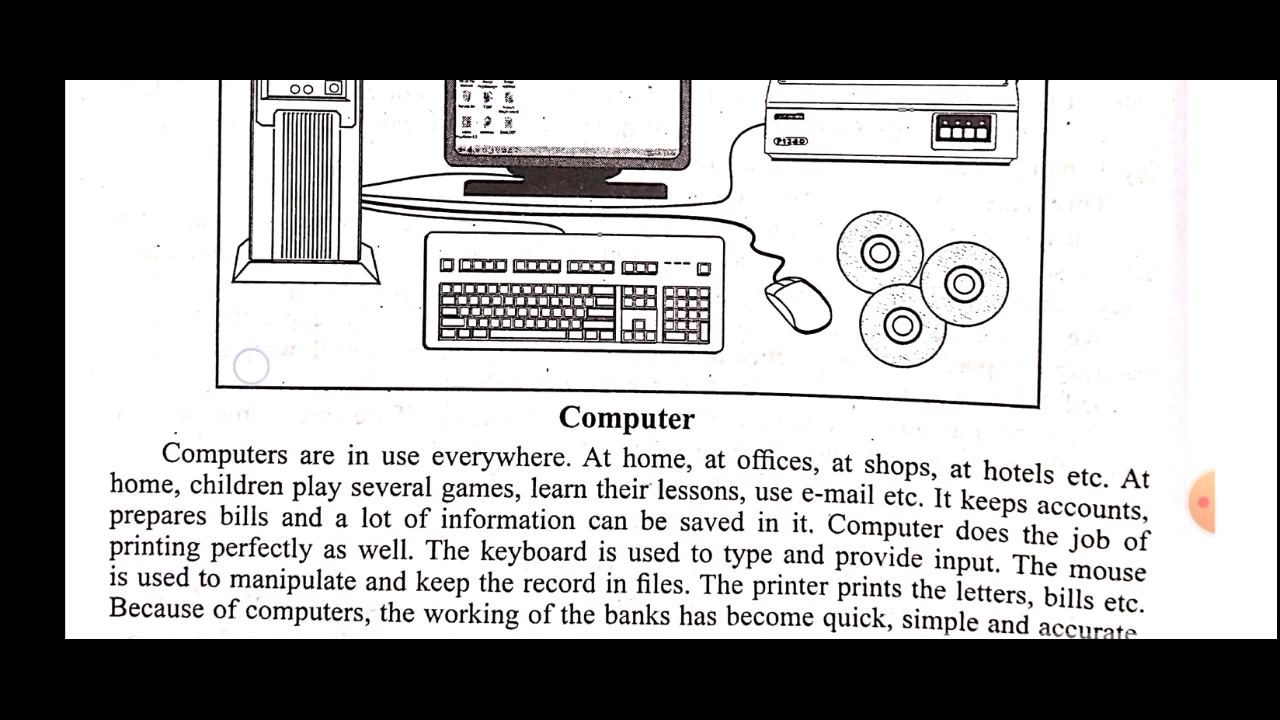 P1340
Computer
Computers are in use everywhere. At home, at offices, at shops, at hotels etc. At
home, children play several games, learn their lessons, use e-mail etc. It keeps accounts,
prepares bills and a lot of information can be saved in it. Computer does the job of
printing perfectly as well. The keyboard is used to type and provide input. The mouse
is used to manipulate and keep the record in files. The printer prints the letters, bills etc.
Because of computers, the working of the banks has become quick, simple and accurate